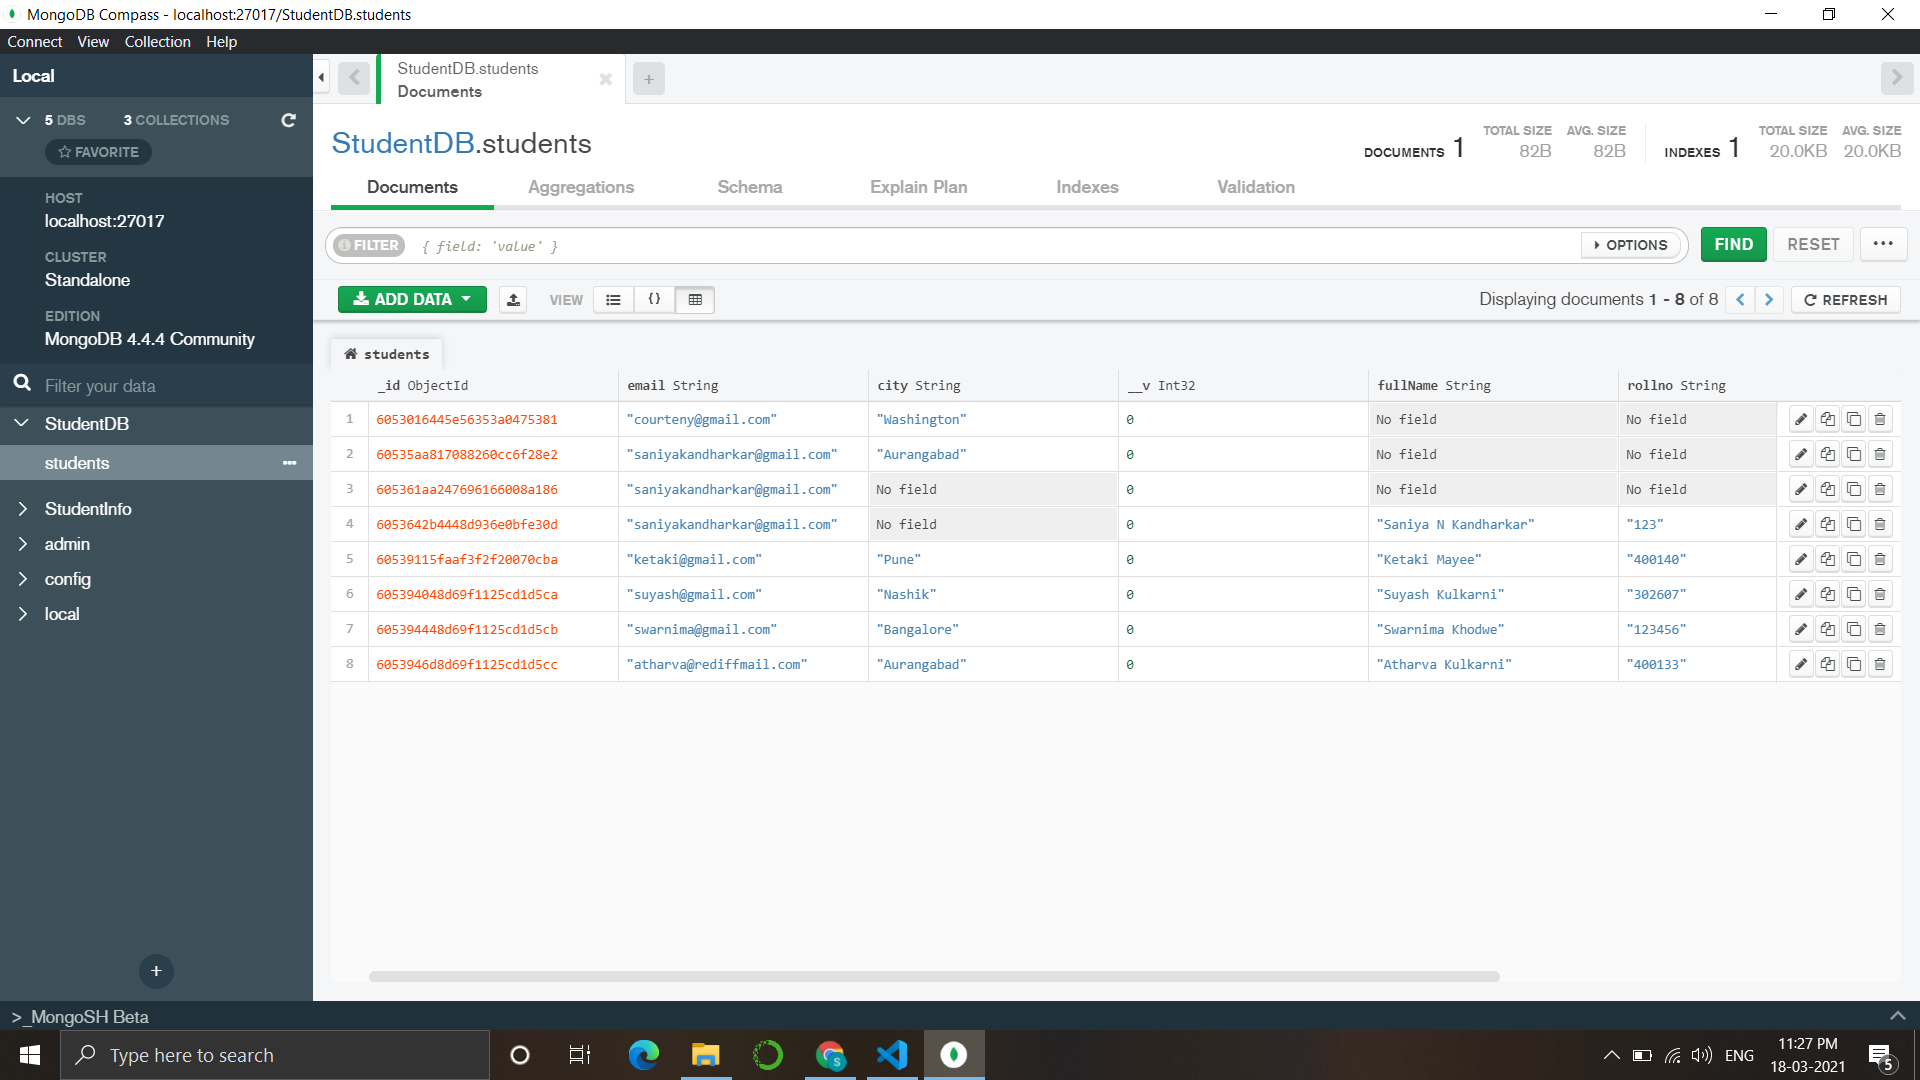 MongoDB Compass - localhost:27017/StudentDB.students
Connect View Collection Help
Local
5 DBS 3 COLLECTIONS
FAVORITE
HOST
localhost:27017
CLUSTER
Standalone
EDITION
MongoDB 4.4.4 Community
Filter your data
StudentDB
students
StudentInfo
admin
config
local
+
StudentDB.students
Documents
+
StudentDB.students
DOCUMENTS 1 TOTAL SIZE 82B AVG. SIZE 82B INDEXES 1 TOTAL SIZE 20.0KB AVG. SIZE 20.0KB
Documents Aggregations Schema Explain Plan Indexes Validation
FILTER { field: 'value' } OPTIONS FIND RESET ...
ADD DATA VIEW {} Displaying documents 1 - 8 of 8 REFRESH
students
_id ObjectId email String city String __v Int32 fullName String rollno String
1 6053016445e56353a0475381 "courteny@gmail.com" "Washington" 0 No field No field
2 60535aa817088260cc6f28e2 "saniyakandharkar@gmail.com" "Aurangabad" 0 No field No field
3 605361aa247696166008a186 "saniyakandharkar@gmail.com" No field 0 No field No field
4 6053642b4448d936e0bfe30d "saniyakandharkar@gmail.com" No field 0 "Saniya N Kandharkar" "123"
5 60539115faaf3f2f20070cba "ketaki@gmail.com" "Pune" 0 "Ketaki Mayee" "400140"
6 605394048d69f1125cd1d5ca "suyash@gmail.com" "Nashik" 0 "Suyash Kulkarni" "302607"
7 605394448d69f1125cd1d5cb "swarnima@gmail.com" "Bangalore" 0 "Swarnima Khodwe" "123456"
8 6053946d8d69f1125cd1d5cc "atharva@rediffmail.com" "Aurangabad" 0 "Atharva Kulkarni" "400133"
>_MongoSH Beta
Type here to search
S
ENG
11:27 PM
18-03-2021
5